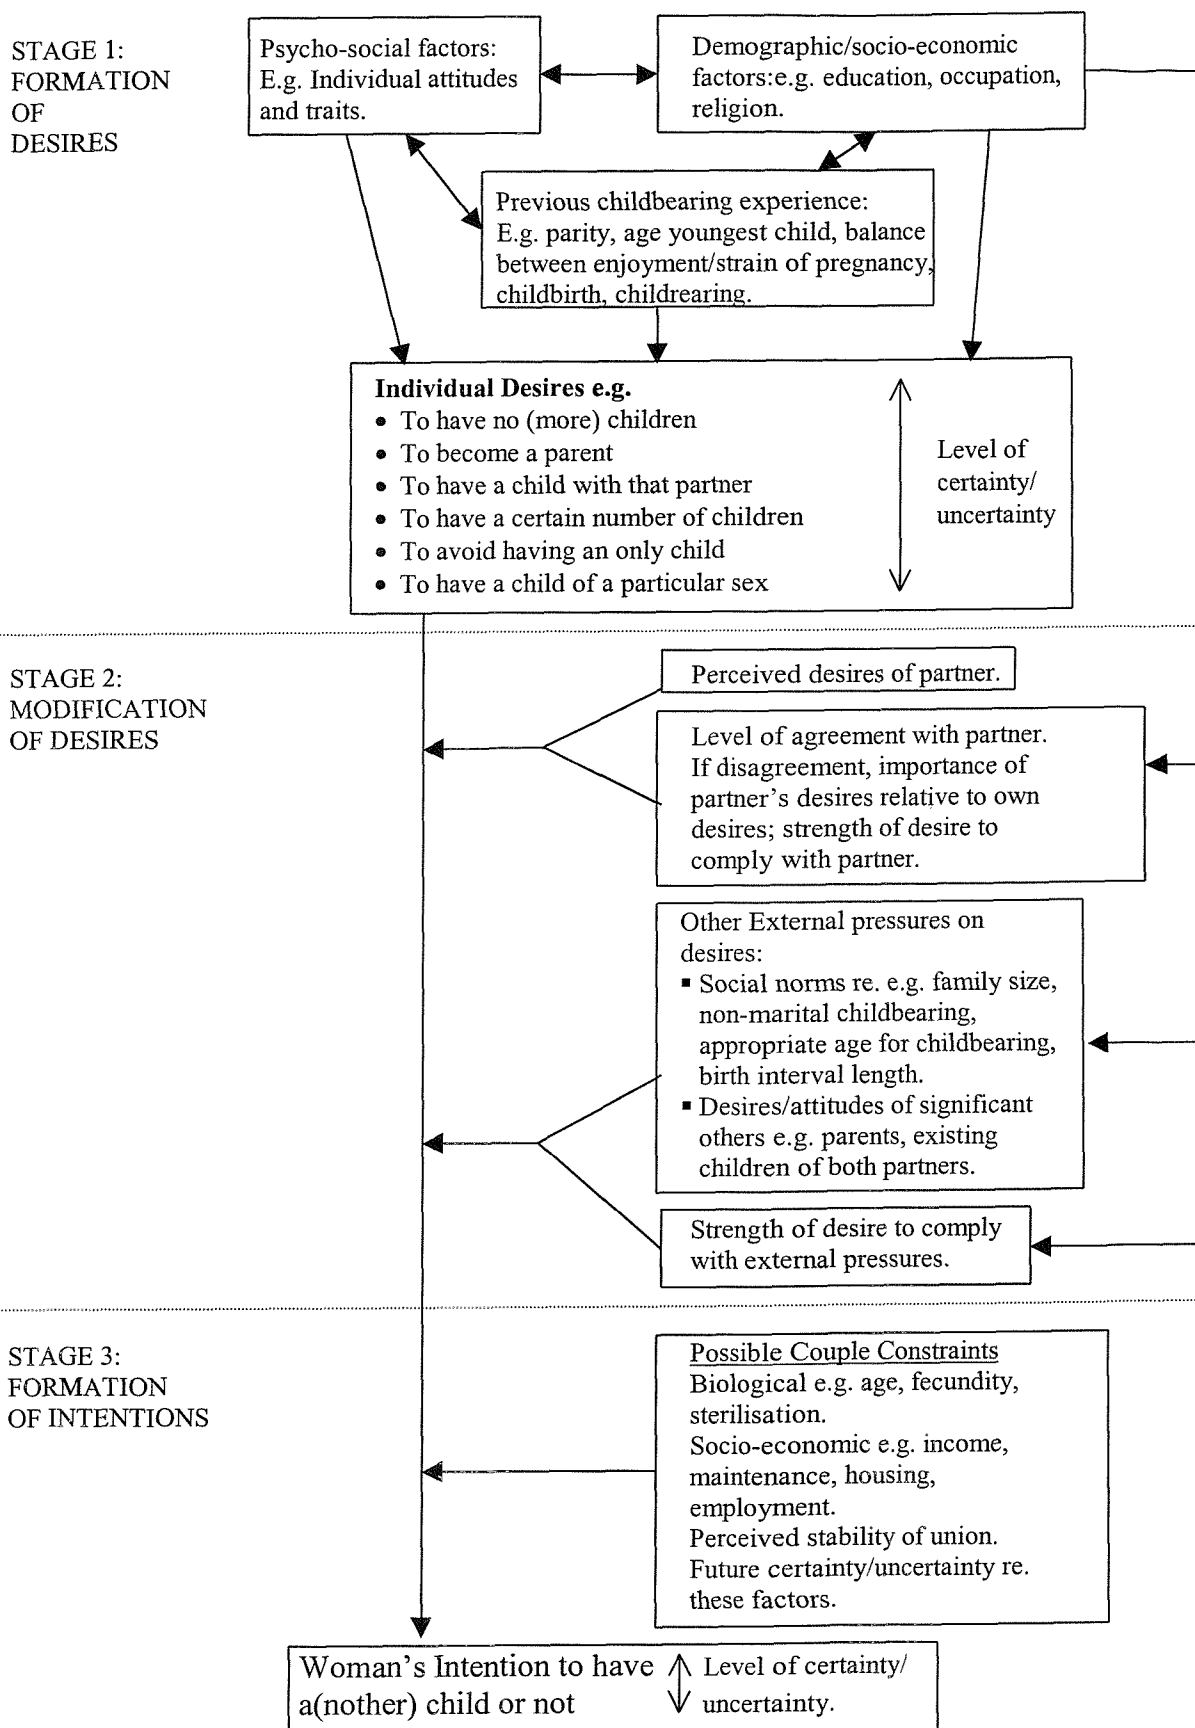 STAGE 1:
FORMATION
OF
DESIRES
Psycho-social factors:
E.g. Individual attitudes
and traits.
Demographic/socio-economic
factors:e.g. education, occupation,
religion.
Previous childbearing experience:
E.g. parity, age youngest child, balance
between enjoyment/strain of pregnancy,
childbirth, childrearing.
Individual Desires e.g.
• To have no (more) children
• To become a parent
• To have a child with that partner
• To have a certain number of children
• To avoid having an only child
• To have a child of a particular sex
Level of
certainty/
uncertainty
STAGE 2:
MODIFICATION
OF DESIRES
Perceived desires of partner.
Level of agreement with partner.
If disagreement, importance of
partner's desires relative to own
desires; strength of desire to
comply with partner.
Other External pressures on
desires:
▪ Social norms re. e.g. family size,
non-marital childbearing,
appropriate age for childbearing,
birth interval length.
▪ Desires/attitudes of significant
others e.g. parents, existing
children of both partners.
Strength of desire to comply
with external pressures.
STAGE 3:
FORMATION
OF INTENTIONS
Possible Couple Constraints
Biological e.g. age, fecundity,
sterilisation.
Socio-economic e.g. income,
maintenance, housing,
employment.
Perceived stability of union.
Future certainty/uncertainty re.
these factors.
Woman's Intention to have
a(nother) child or not
Level of certainty/
uncertainty.